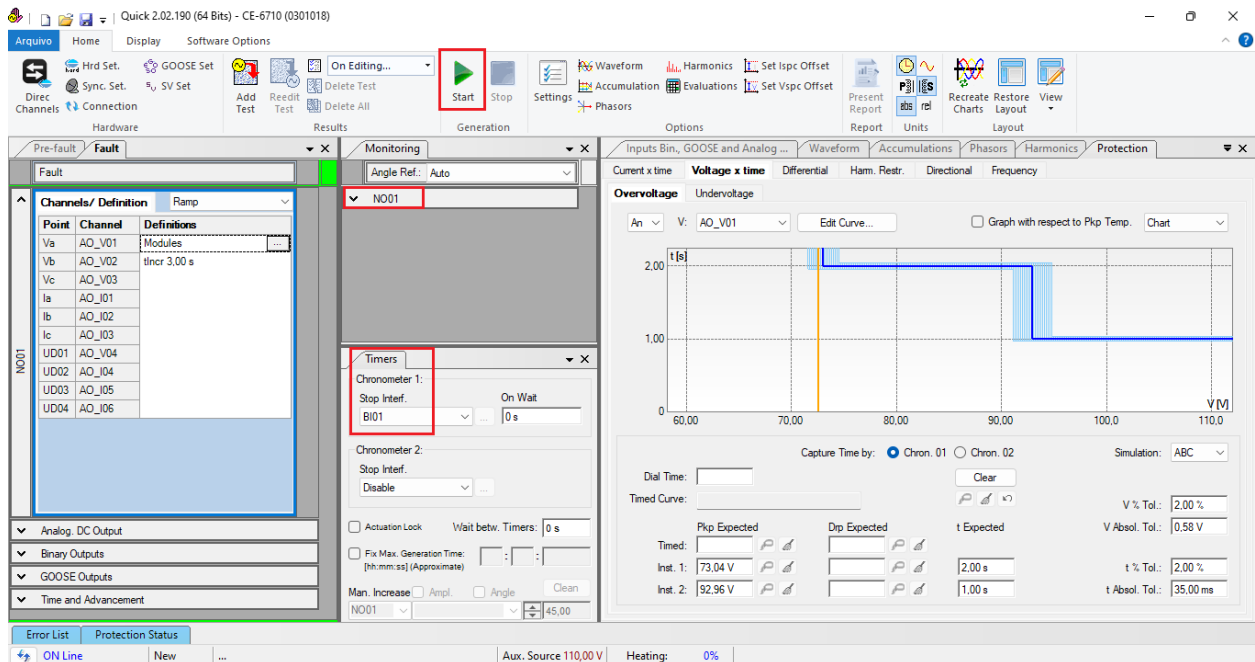 Quick 2.02.190 (64 Bits) - CE-6710 (0301018)
Arquivo Home Display Software Options
Direc Channels
Hrd Set.
Sync. Set.
Connection
GOOSE Set
SV Set
Hardware
Add Test
Reedit Test
On Editing...
Delete Test
Delete All
Results
Start
Stop
Generation
Settings
Waveform
Accumulation
Phasors
Harmonics
Evaluations
Set Ispc Offset
Set Vspc Offset
Options
Present Report
Report
abs rel
Units
Recreate Charts
Restore Layout
View
Layout
Pre-fault Fault
Fault
NO01
Channels/ Definition Ramp
Point Channel Definitions
Va AO_V01 Modules ...
Vb AO_V02 tIncr 3,00 s
Vc AO_V03
Ia AO_I01
Ib AO_I02
Ic AO_I03
UD01 AO_V04
UD02 AO_I04
UD03 AO_I05
UD04 AO_I06
Analog. DC Output
Binary Outputs
GOOSE Outputs
Time and Advancement
Monitoring
Angle Ref.: Auto
NO01
Timers
Chronometer 1:
Stop Interf. On Wait
BI01 ... 0 s
Chronometer 2:
Stop Interf.
Disable ...
Actuation Lock Wait betw. Timers: 0 s
Fix Max. Generation Time: : :
[hh:mm:ss] (Approximate)
Man. Increase Ampl. Angle Clean
NO01 45,00
Inputs Bin., GOOSE and Analog ... Waveform Accumulations Phasors Harmonics Protection
Current x time Voltage x time Differential Harm. Restr. Directional Frequency
Overvoltage Undervoltage
An V: AO_V01 Edit Curve... Graph with respect to Pkp Temp. Chart
t [s]
2,00
1,00
0
60,00 70,00 80,00 90,00 100,0 110,0
V [V]
Capture Time by: Chron. 01 Chron. 02 Simulation: ABC
Dial Time: Clear
Timed Curve: V % Tol.: 2,00 %
Pkp Expected Drp Expected t Expected V Absol. Tol.: 0,58 V
Timed:
Inst. 1: 73,04 V 2,00 s t % Tol.: 2,00 %
Inst. 2: 92,96 V 1,00 s t Absol. Tol.: 35,00 ms
Error List Protection Status
ON Line New ... Aux. Source 110,00 V Heating: 0%